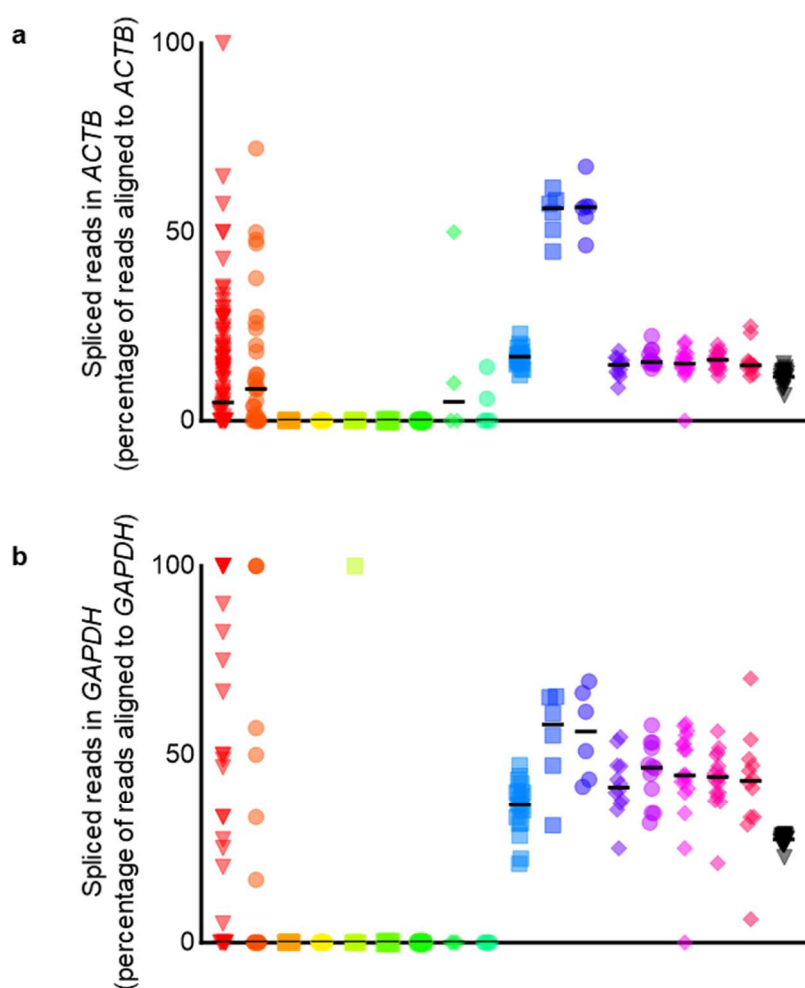 a
Spliced reads in ACTB
(percentage of reads aligned to ACTB)
100
50
0
b
Spliced reads in GAPDH
(percentage of reads aligned to GAPDH)
100
50
0